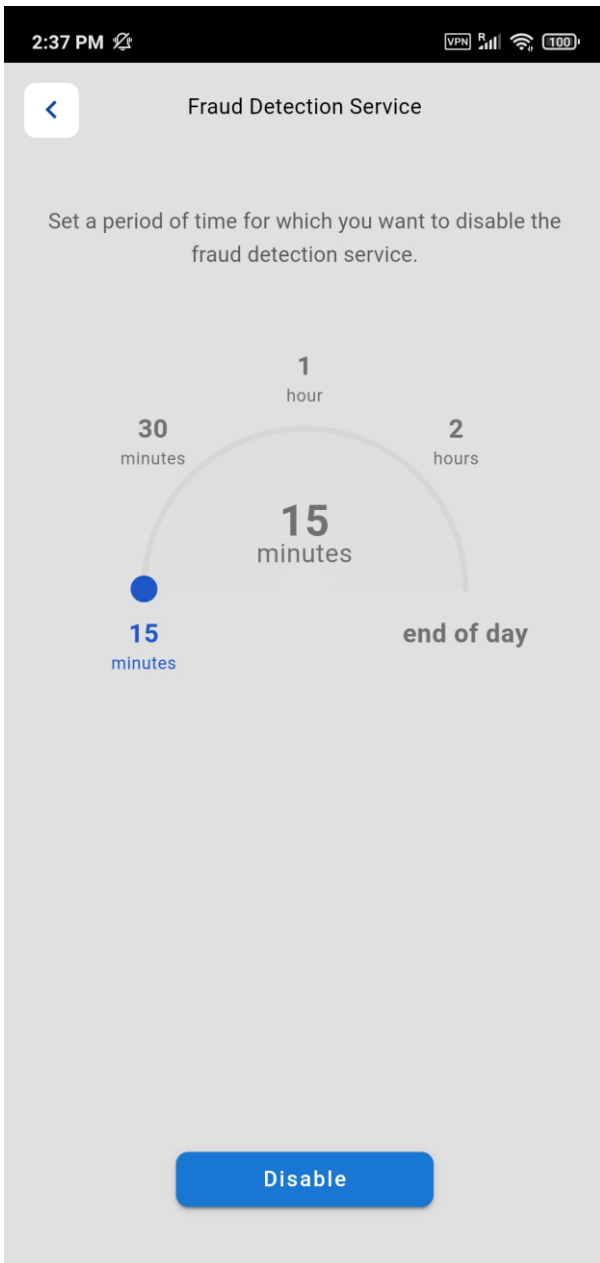 2:37 PM
VPN R 100
Fraud Detection Service
Set a period of time for which you want to disable the
fraud detection service.
1
hour
30
minutes
2
hours
15
minutes
15
minutes
end of day
Disable